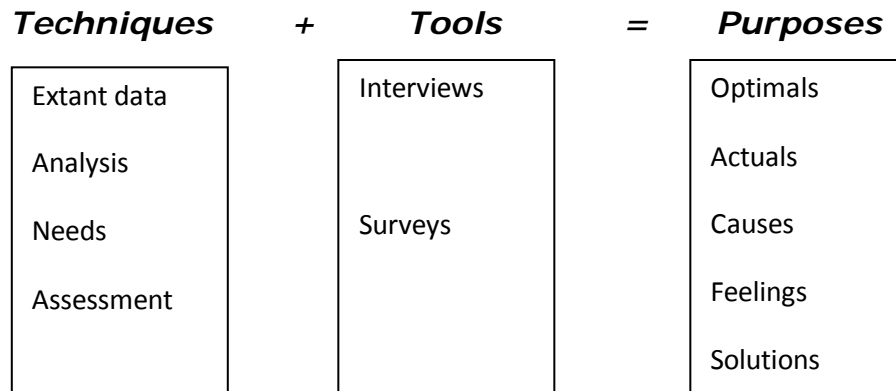 Techniques + Tools = Purposes
Extant data
Analysis
Needs
Assessment
Interviews
Surveys
Optimals
Actuals
Causes
Feelings
Solutions